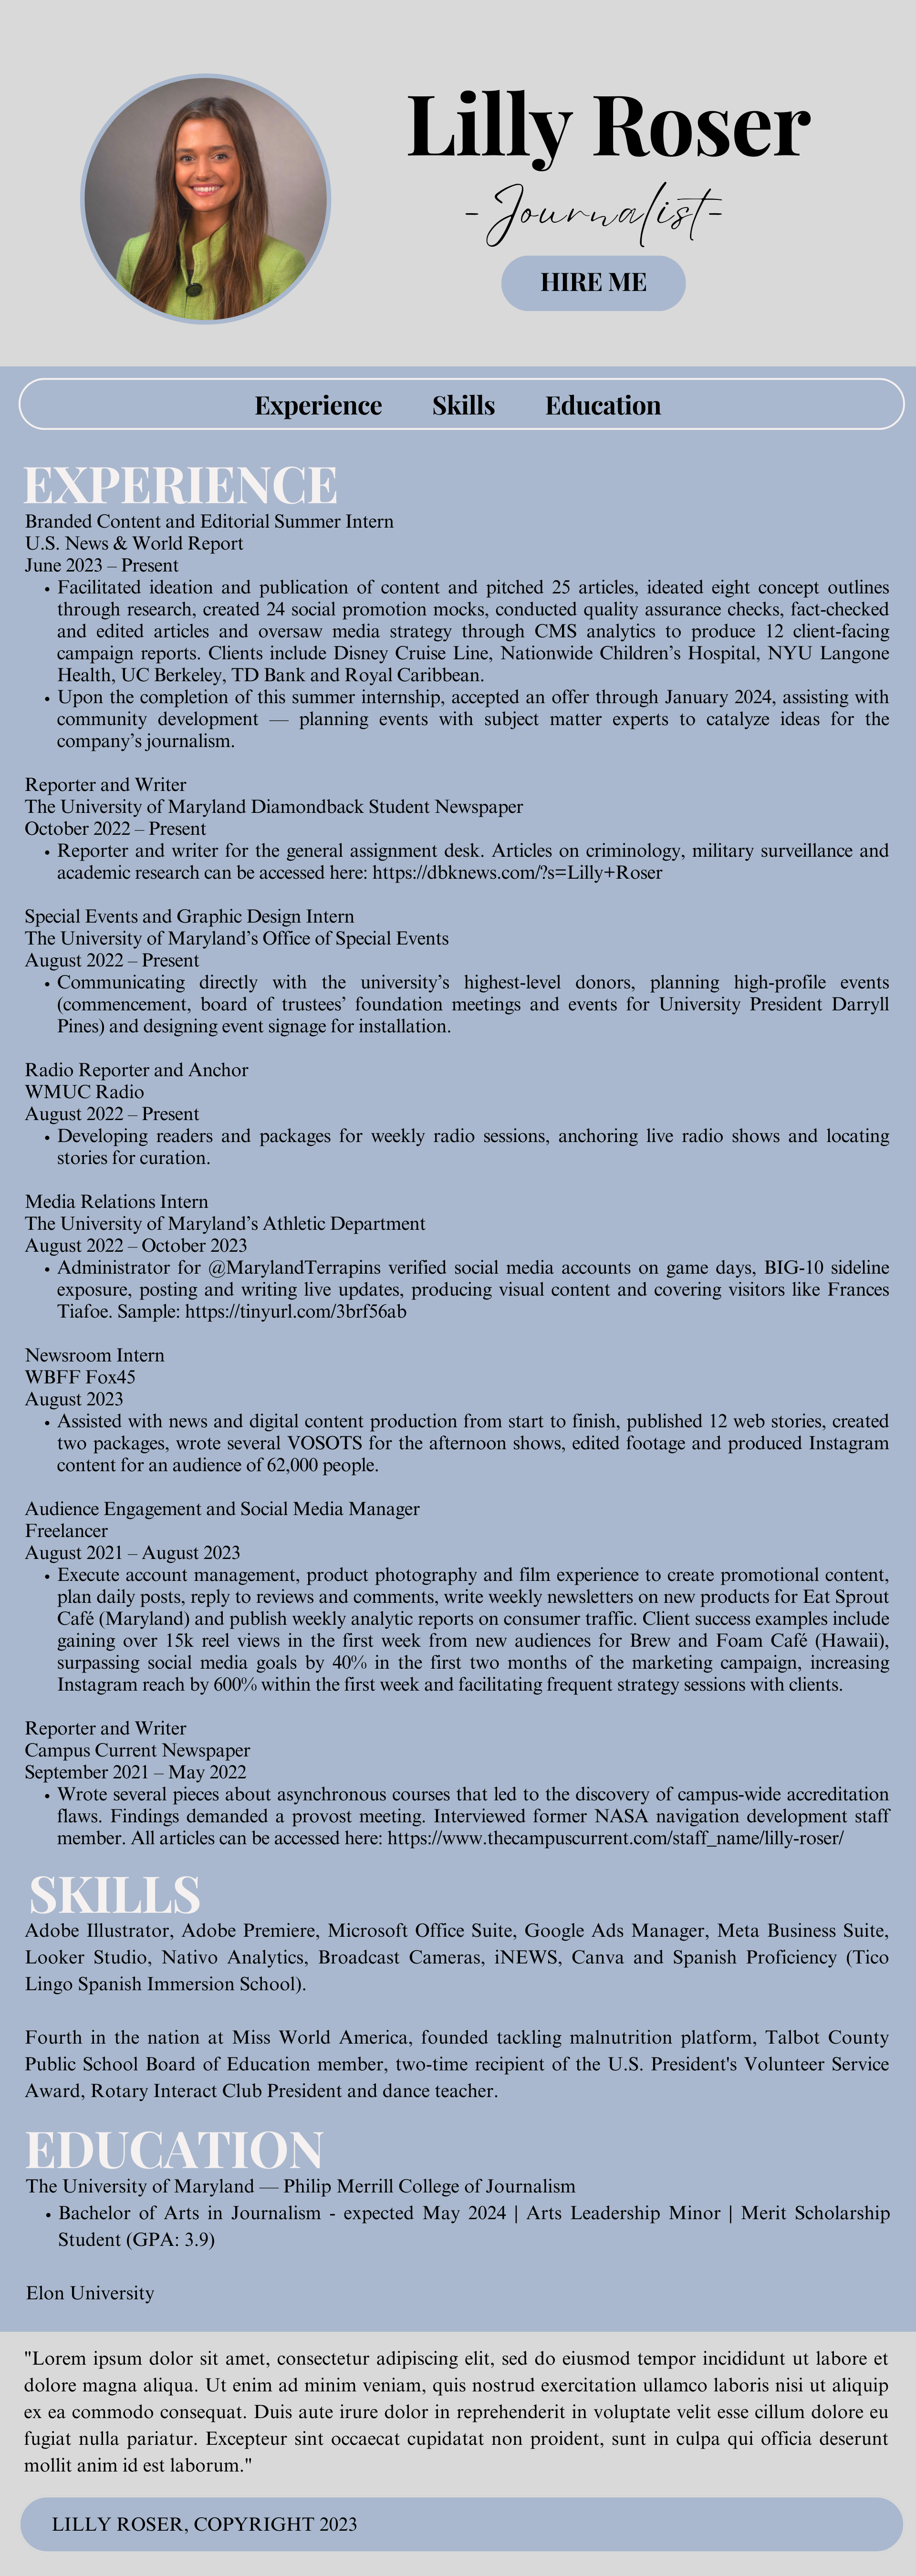 Lilly Roser
-Journalist-
HIRE ME
Experience Skills Education
EXPERIENCE
Branded Content and Editorial Summer Intern
U.S. News & World Report
June 2023 – Present
• Facilitated ideation and publication of content and pitched 25 articles, ideated eight concept outlines
through research, created 24 social promotion mocks, conducted quality assurance checks, fact-checked
and edited articles and oversaw media strategy through CMS analytics to produce 12 client-facing
campaign reports. Clients include Disney Cruise Line, Nationwide Children’s Hospital, NYU Langone
Health, UC Berkeley, TD Bank and Royal Caribbean.
• Upon the completion of this summer internship, accepted an offer through January 2024, assisting with
community development — planning events with subject matter experts to catalyze ideas for the
company’s journalism.
Reporter and Writer
The University of Maryland Diamondback Student Newspaper
October 2022 – Present
• Reporter and writer for the general assignment desk. Articles on criminology, military surveillance and
academic research can be accessed here: https://dbknews.com/?s=Lilly+Roser
Special Events and Graphic Design Intern
The University of Maryland’s Office of Special Events
August 2022 – Present
• Communicating directly with the university’s highest-level donors, planning high-profile events
(commencement, board of trustees’ foundation meetings and events for University President Darryll
Pines) and designing event signage for installation.
Radio Reporter and Anchor
WMUC Radio
August 2022 – Present
• Developing readers and packages for weekly radio sessions, anchoring live radio shows and locating
stories for curation.
Media Relations Intern
The University of Maryland’s Athletic Department
August 2022 – October 2023
• Administrator for @MarylandTerrapins verified social media accounts on game days, BIG-10 sideline
exposure, posting and writing live updates, producing visual content and covering visitors like Frances
Tiafoe. Sample: https://tinyurl.com/3brf56ab
Newsroom Intern
WBFF Fox45
August 2023
• Assisted with news and digital content production from start to finish, published 12 web stories, created
two packages, wrote several VOSOTS for the afternoon shows, edited footage and produced Instagram
content for an audience of 62,000 people.
Audience Engagement and Social Media Manager
Freelancer
August 2021 – August 2023
• Execute account management, product photography and film experience to create promotional content,
plan daily posts, reply to reviews and comments, write weekly newsletters on new products for Eat Sprout
Café (Maryland) and publish weekly analytic reports on consumer traffic. Client success examples include
gaining over 15k reel views in the first week from new audiences for Brew and Foam Café (Hawaii),
surpassing social media goals by 40% in the first two months of the marketing campaign, increasing
Instagram reach by 600% within the first week and facilitating frequent strategy sessions with clients.
Reporter and Writer
Campus Current Newspaper
September 2021 – May 2022
• Wrote several pieces about asynchronous courses that led to the discovery of campus-wide accreditation
flaws. Findings demanded a provost meeting. Interviewed former NASA navigation development staff
member. All articles can be accessed here: https://www.thecampuscurrent.com/staff_name/lilly-roser/
SKILLS
Adobe Illustrator, Adobe Premiere, Microsoft Office Suite, Google Ads Manager, Meta Business Suite,
Looker Studio, Nativo Analytics, Broadcast Cameras, iNEWS, Canva and Spanish Proficiency (Tico
Lingo Spanish Immersion School).
Fourth in the nation at Miss World America, founded tackling malnutrition platform, Talbot County
Public School Board of Education member, two-time recipient of the U.S. President's Volunteer Service
Award, Rotary Interact Club President and dance teacher.
EDUCATION
The University of Maryland — Philip Merrill College of Journalism
• Bachelor of Arts in Journalism - expected May 2024 | Arts Leadership Minor | Merit Scholarship
Student (GPA: 3.9)
Elon University
"Lorem ipsum dolor sit amet, consectetur adipiscing elit, sed do eiusmod tempor incididunt ut labore et
dolore magna aliqua. Ut enim ad minim veniam, quis nostrud exercitation ullamco laboris nisi ut aliquip
ex ea commodo consequat. Duis aute irure dolor in reprehenderit in voluptate velit esse cillum dolore eu
fugiat nulla pariatur. Excepteur sint occaecat cupidatat non proident, sunt in culpa qui officia deserunt
mollit anim id est laborum."
LILLY ROSER, COPYRIGHT 2023